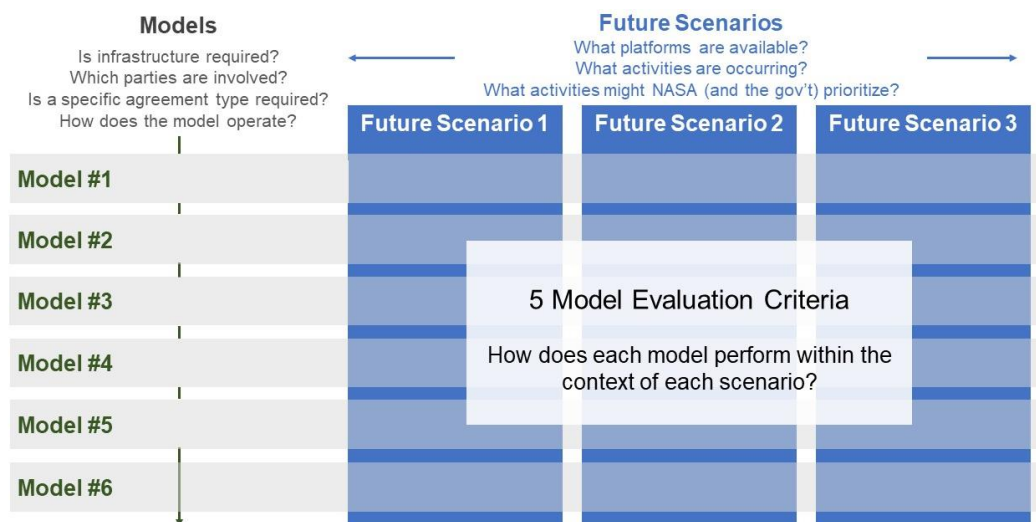 Models
Is infrastructure required?
Which parties are involved?
Is a specific agreement type required?
How does the model operate?
Future Scenarios
What platforms are available?
What activities are occurring?
What activities might NASA (and the gov't) prioritize?
Future Scenario 1
Future Scenario 2
Future Scenario 3
Model #1
Model #2
Model #3
Model #4
Model #5
Model #6
5 Model Evaluation Criteria
How does each model perform within the
context of each scenario?